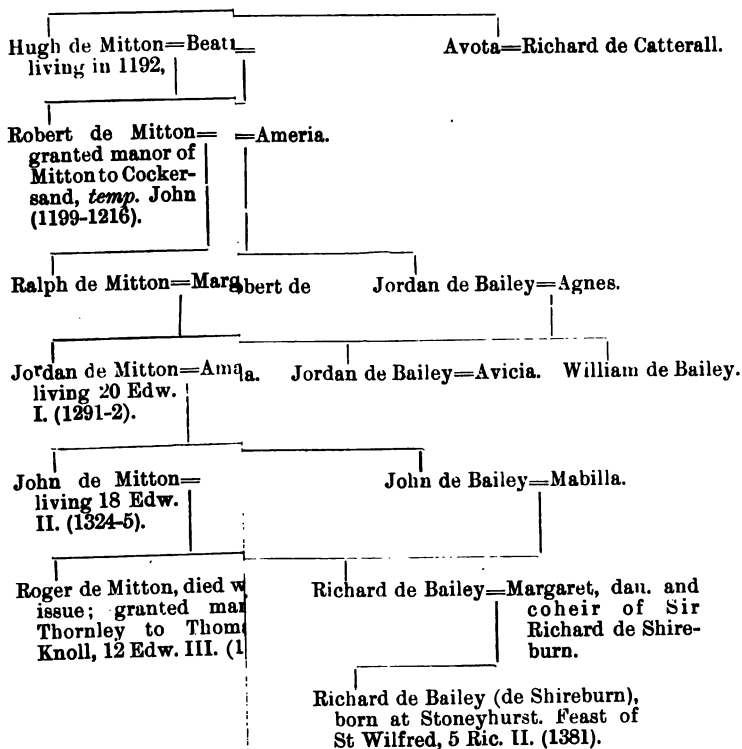 Hugh de Mitton=
living in 1192,
Avota=Richard de Catterall.
Robert de Mitton=
granted manor of
Mitton to Cocker-
sand, temp. John
(1199-1216).
=Ameria.
Ralph de Mitton=
bert de
Jordan de Bailey=Agnes.
Jordan de Mitton=
living 20 Edw.
I. (1291-2).
Jordan de Bailey=Avicia.
William de Bailey.
John de Mitton=
living 18 Edw.
II. (1324-5).
John de Bailey=Mabilla.
Roger de Mitton, died
issue; granted
Thornley to
Knoll, 12 Edw. III.
Richard de Bailey=Margaret, dau. and
coheir of Sir
Richard de Shire-
burn.
Richard de Bailey (de Shireburn),
born at Stoneyhurst. Feast of
St Wilfred, 5 Ric. II. (1381).